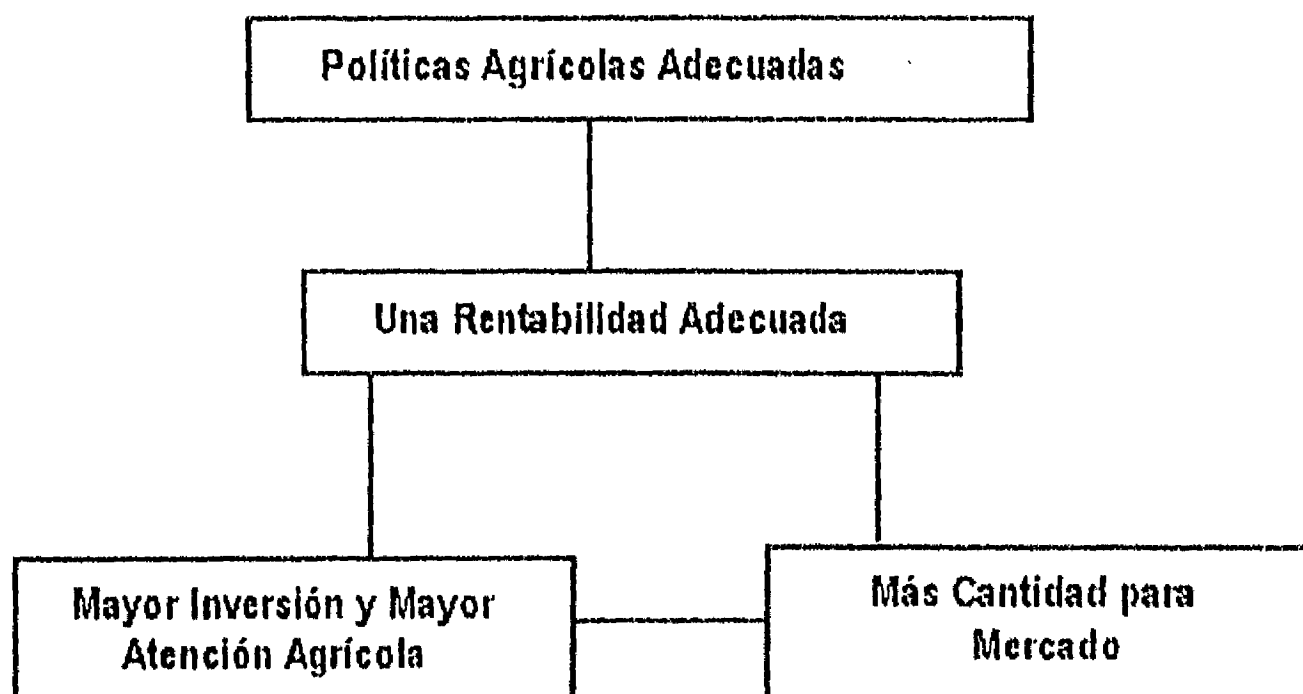 Políticas Agrícolas Adecuadas
Una Rentabilidad Adecuada
Mayor Inversión y Mayor
Atención Agrícola
Más Cantidad para
Mercado